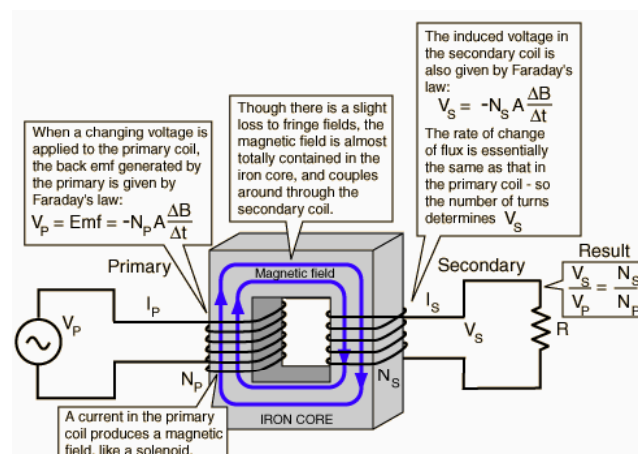 The induced voltage in
the secondary coil is
also given by Faraday's
law:
V_S = -N_S A ΔB/Δt
The rate of change
of flux is essentially
the same as that in
the primary coil - so
the number of turns
determines V_S
Though there is a slight
loss to fringe fields, the
magnetic field is almost
totally contained in the
iron core, and couples
around through the
secondary coil.
When a changing voltage is
applied to the primary coil,
the back emf generated by
the primary is given by
Faraday's law:
V_P = Emf = -N_P A ΔB/Δt
Primary
Magnetic field
Secondary
Result
V_S/V_P = N_S/N_P
I_P
I_S
V_P
V_S
R
N_P
N_S
IRON CORE
A current in the primary
coil produces a magnetic
field, like a solenoid.